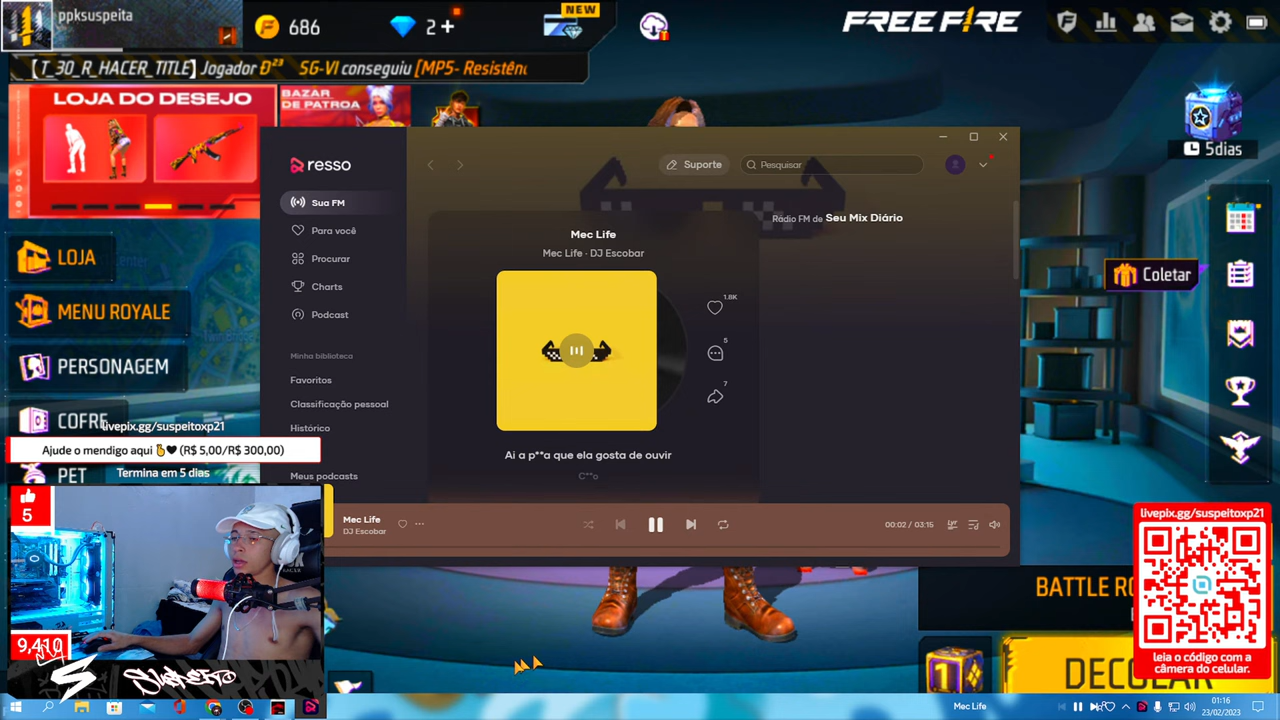 ppksuspeita
686
2+
NEW
FREE FIRE
[T_30_R_HACER_TITLE] Jogador Ð²³ SG-VI conseguiu [MP5- Resistênc
LOJA DO DESEJO
BAZAR
DE PATROA
5dias
LOJA
MENU ROYALE
PERSONAGEM
COFRE
PET
Coletar
livepix.gg/suspeitoxp21
Ajude o mendigo aqui 🫰🖤 (R$ 5,00/R$ 300,00)
Termina em 5 dias
resso
Suporte
Pesquisar
Sua FM
Para você
Procurar
Charts
Podcast
Minha biblioteca
Favoritos
Classificação pessoal
Histórico
Meus podcasts
Mec Life
Mec Life · DJ Escobar
Rádio FM de Seu Mix Diário
1.8K
5
7
Ai a p**a que ela gosta de ouvir
C**o
Mec Life
DJ Escobar
00:02 / 03:15
5
9,410
SUSPEITO
livepix.gg/suspeitoxp21
leia o código com a
câmera do celular.
BATTLE RO
DECOLAR
Mec Life
01:16
23/02/2023